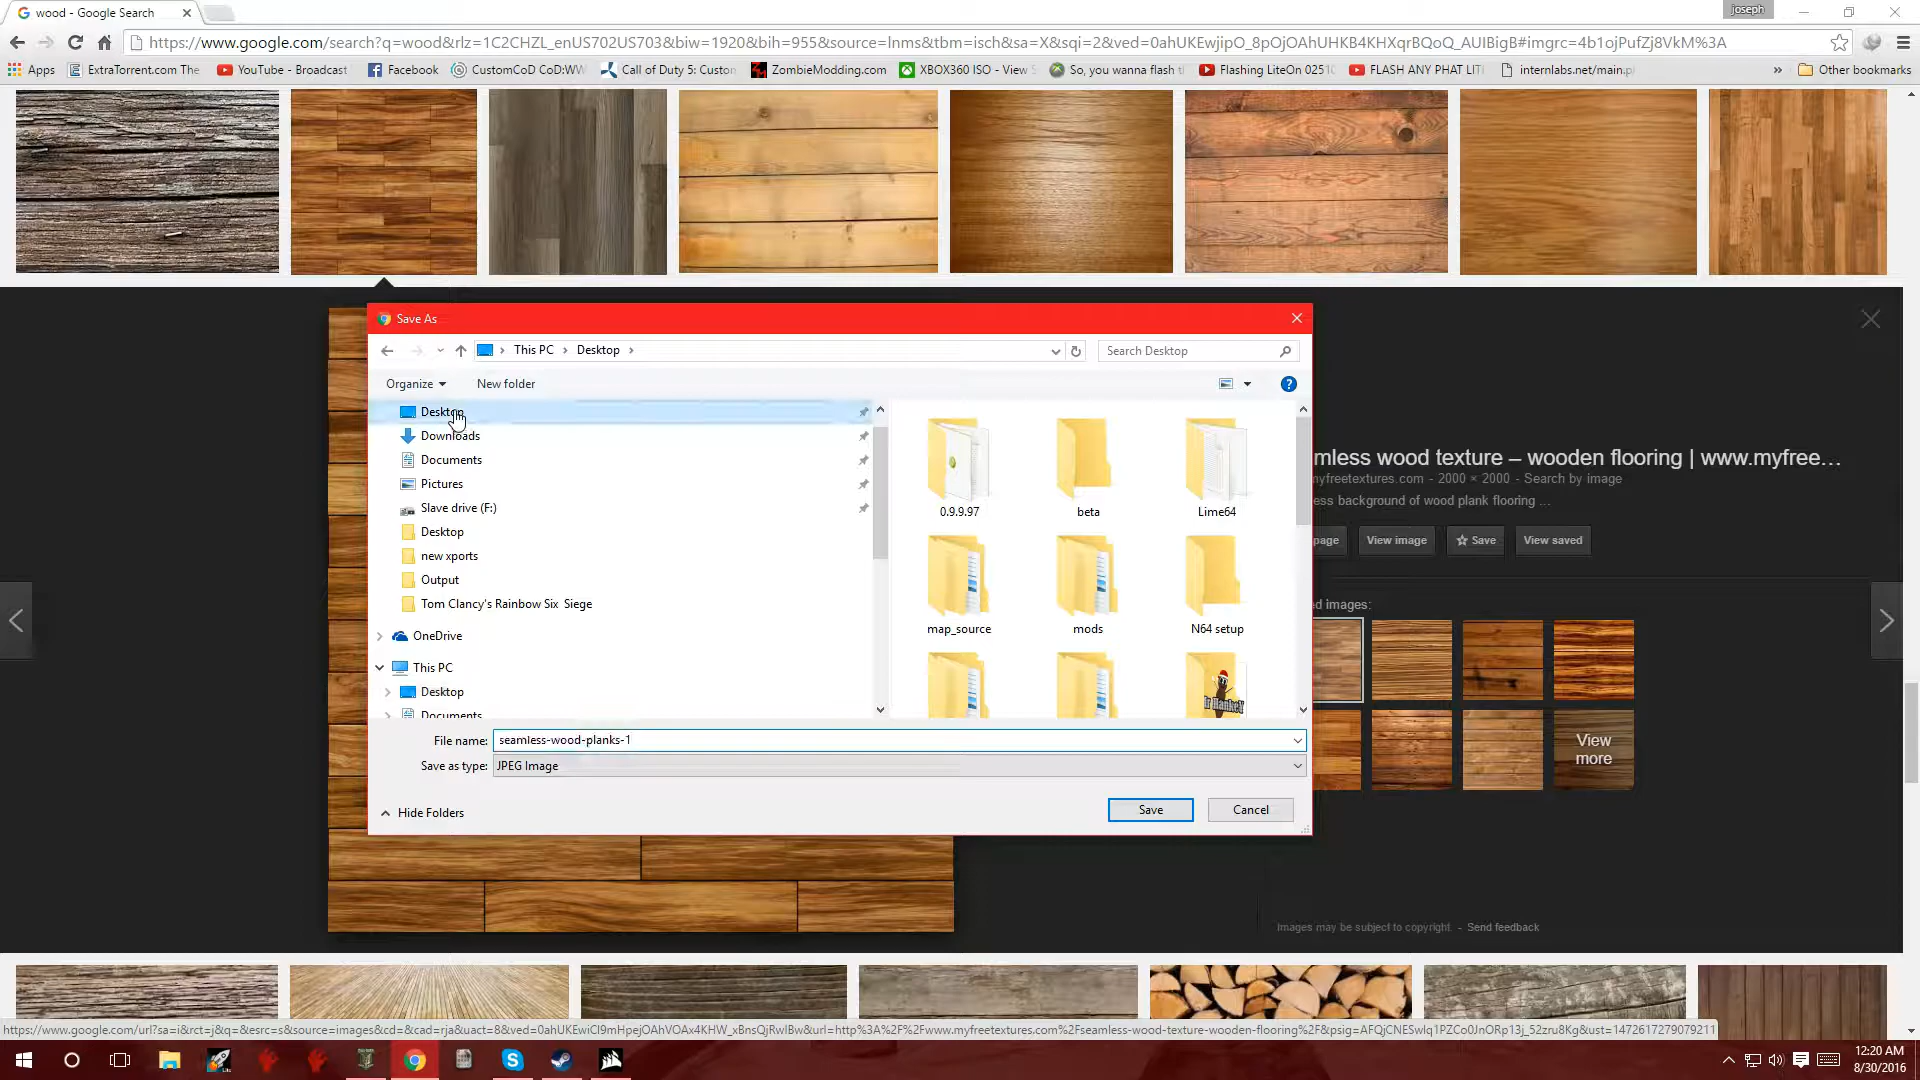 wood - Google Search
joseph
https://www.google.com/search?q=wood&rlz=1C2CHZL_enUS702US703&biw=1920&bih=955&source=lnms&tbm=isch&sa=X&sqi=2&ved=0ahUKEwjipO_8pOjOAhUHKB4KHXqrBQoQ_AUIBigB#imgrc=4b1ojPufZj8VkM%3A
Apps
ExtraTorrent.com The
YouTube - Broadcast
Facebook
CustomCoD CoD:WW
Call of Duty 5: Custom
ZombieModding.com
XBOX360 ISO - View S
So, you wanna flash t
Flashing LiteOn 0251
FLASH ANY PHAT LIT
internlabs.net/main.p
»
Other bookmarks
Save As
This PC
Desktop
Search Desktop
Organize
New folder
Desktop
Downloads
Documents
Pictures
Slave drive (F:)
Desktop
new xports
Output
Tom Clancy's Rainbow Six Siege
OneDrive
This PC
Desktop
Documents
0.9.9.97
beta
Lime64
map_source
mods
N64 setup
File name:
seamless-wood-planks-1
Save as type:
JPEG Image
Hide Folders
Save
Cancel
mless wood texture – wooden flooring | www.myfree...
myfreetextures.com - 2000 × 2000 - Search by image
ss background of wood plank flooring ...
page
View image
Save
View saved
d images:
View more
Images may be subject to copyright. - Send feedback
12:20 AM
8/30/2016